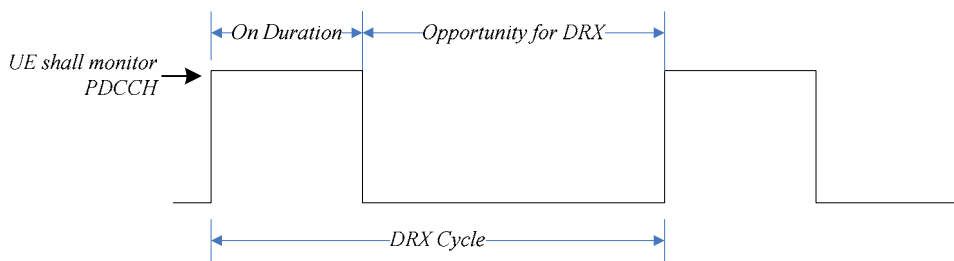 On Duration
Opportunity for DRX
UE shall monitor
PDCCH
DRX Cycle